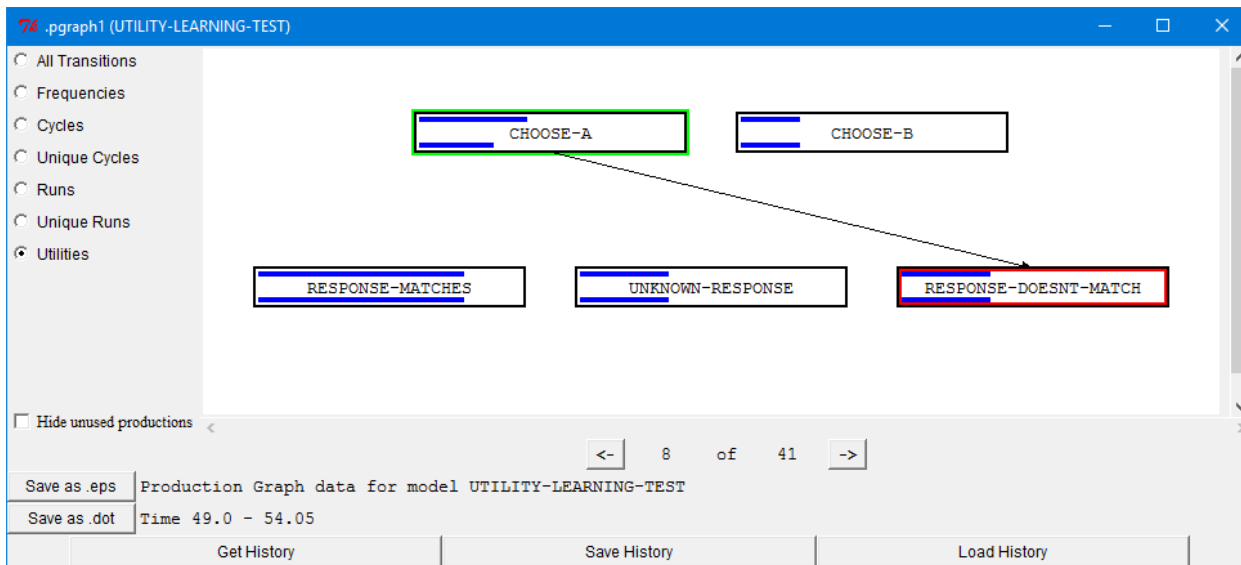 .pgraph1 (UTILITY-LEARNING-TEST)
All Transitions
Frequencies
Cycles
Unique Cycles
Runs
Unique Runs
Utilities
CHOOSE-A
CHOOSE-B
RESPONSE-MATCHES
UNKNOWN-RESPONSE
RESPONSE-DOESNT-MATCH
Hide unused productions
<- 8 of 41 ->
Save as .eps Production Graph data for model UTILITY-LEARNING-TEST
Save as .dot Time 49.0 - 54.05
Get History Save History Load History